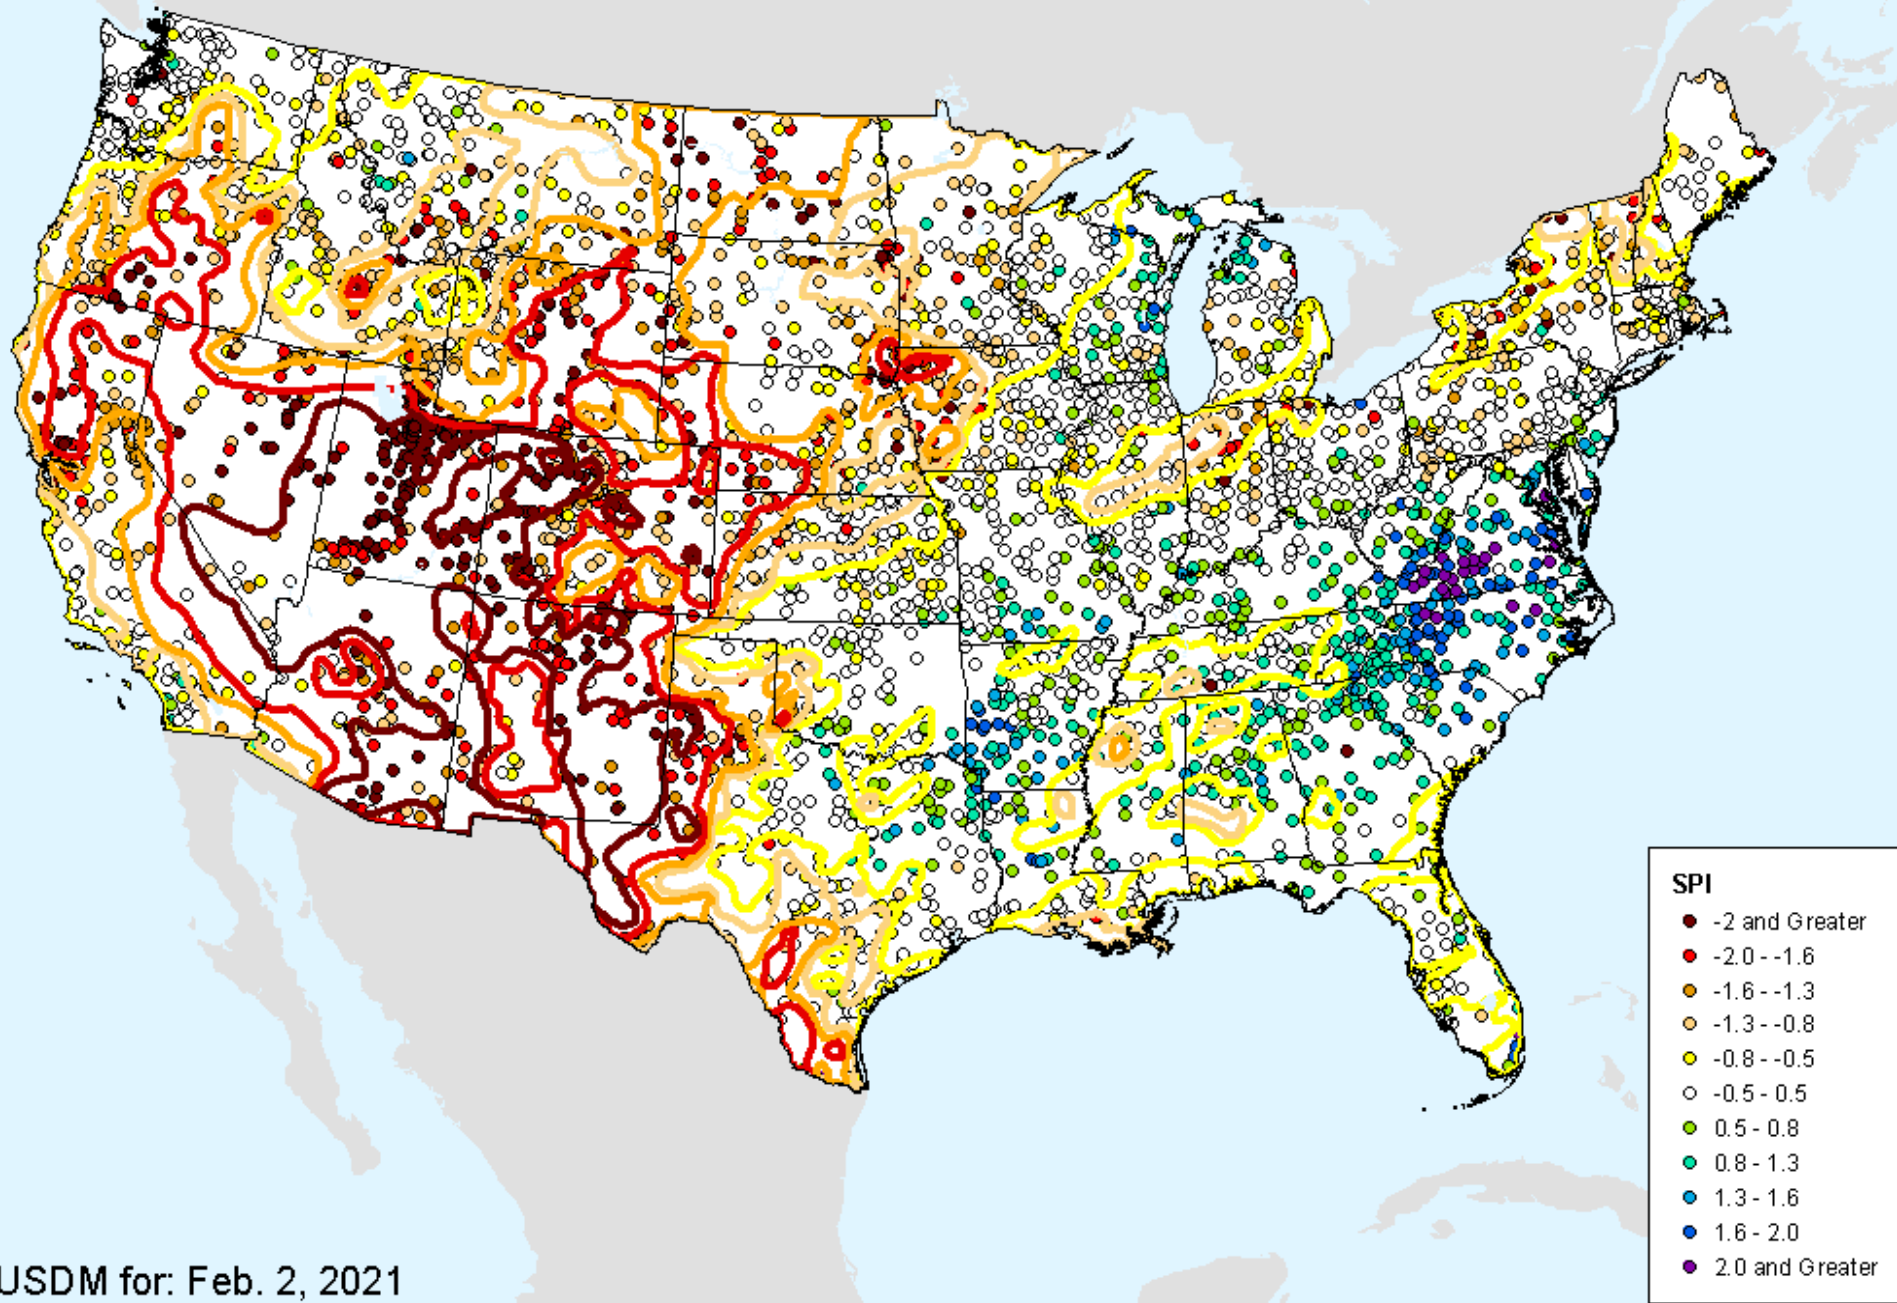 SPI
-2 and Greater
-2.0 - -1.6
-1.6 - -1.3
-1.3 - -0.8
-0.8 - -0.5
-0.5 - 0.5
0.5 - 0.8
0.8 - 1.3
1.3 - 1.6
1.6 - 2.0
2.0 and Greater
USDM for: Feb. 2, 2021